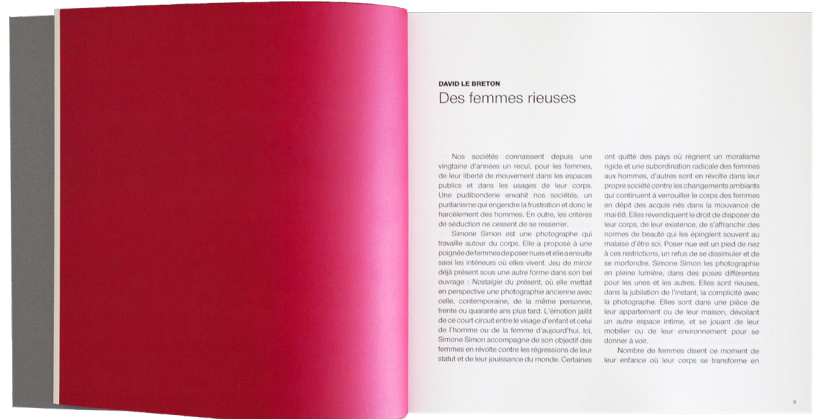 DAVID LE BRETON
Des femmes rieuses
Nos sociétés connaissent depuis une
vingtaine d'années un recul, pour les femmes,
de leur liberté de mouvement dans les espaces
publics et dans les usages de leur corps.
Une pudibonderie envahit nos sociétés, un
puritanisme qui engendre la frustration et donc le
harcèlement des hommes. En outre, les critères
de séduction ne cessent de se resserrer.
Simone Simon est une photographe qui
travaille autour du corps. Elle a proposé à une
poignée de femmes de poser nues et elle a ensuite
saisi les intérieurs où elles vivent. Jeu de miroir
déjà présent sous une autre forme dans son bel
ouvrage : Nostalgie du présent, où elle mettait
en perspective une photographie ancienne avec
celle, contemporaine, de la même personne,
trente ou quarante ans plus tard. L'émotion jaillit
de ce court-circuit entre le visage d'enfant et celui
de l'homme ou de la femme d'aujourd'hui. Ici,
Simone Simon accompagne de son objectif des
femmes en révolte contre les régressions de leur
statut et de leur jouissance du monde. Certaines
ont quitté des pays où règnent un moralisme
rigide et une subordination radicale des femmes
aux hommes, d'autres sont en révolte dans leur
propre société contre les changements ambiants
qui continuent à verrouiller le corps des femmes
en dépit des acquis nés dans la mouvance de
mai 68. Elles revendiquent le droit de disposer de
leur corps, de leur existence, de s'affranchir des
normes de beauté qui les épinglent souvent au
malaise d'être soi. Poser nue est un pied de nez
à ces restrictions, un refus de se dissimuler et de
se morfondre. Simone Simon les photographie
en pleine lumière, dans des poses différentes
pour les unes et les autres. Elles sont rieuses,
dans la jubilation de l'instant, la complicité avec
la photographe. Elles sont dans une pièce de
leur appartement ou de leur maison, dévoilant
un autre espace intime, et se jouant de leur
mobilier ou de leur environnement pour se
donner à voir.
Nombre de femmes disent ce moment de
leur enfance où leur corps se transforme en
9